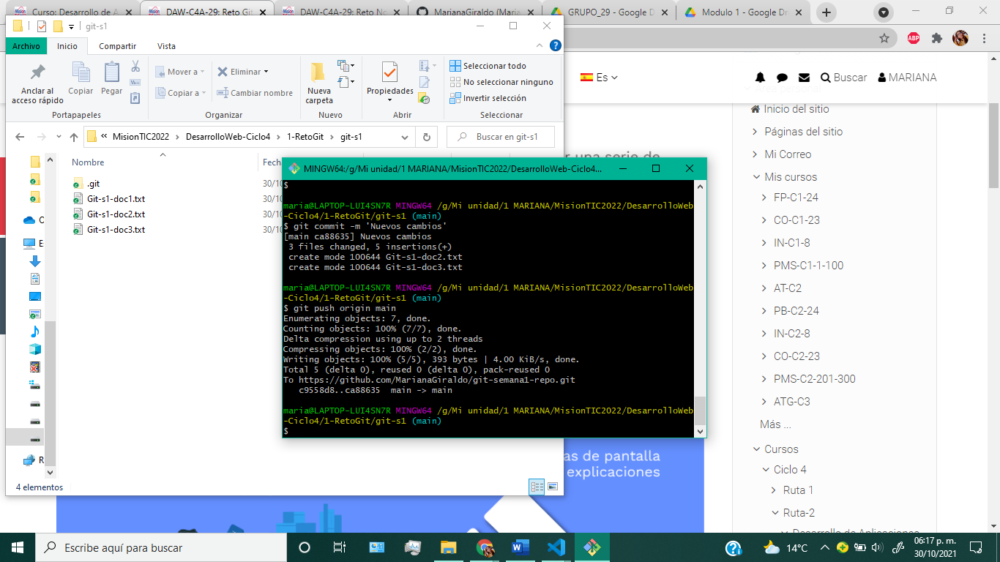 Curso: Desarrollo de A
DAW-C4A-29: Reto Git
DAW-C4A-29: Reto No
MarianaGiraldo (Maria
GRUPO_29 - Google D
Modulo 1 - Google Dr
git-s1
Archivo
Inicio
Compartir
Vista
Anclar al
acceso rápido
Copiar
Pegar
Mover a
Copiar a
Eliminar
Cambiar nombre
Nueva
carpeta
Propiedades
Seleccionar todo
No seleccionar ninguno
Invertir selección
Portapapeles
Organizar
Nuevo
Abrir
Seleccionar
« MisionTIC2022 > DesarrolloWeb-Ciclo4 > 1-RetoGit > git-s1
Buscar en git-s1
Nombre
Fecha
.git
30/10
Git-s1-doc1.txt
30/10
Git-s1-doc2.txt
30/10
Git-s1-doc3.txt
30/10
4 elementos
MINGW64:/g/Mi unidad/1 MARIANA/MisionTIC2022/DesarrolloWeb-Ciclo4...
$
maria@LAPTOP-LUI4SN7R MINGW64 /g/Mi unidad/1 MARIANA/MisionTIC2022/DesarrolloWeb
-Ciclo4/1-RetoGit/git-s1 (main)
$ git commit -m 'Nuevos cambios'
[main ca88635] Nuevos cambios
3 files changed, 5 insertions(+)
create mode 100644 Git-s1-doc2.txt
create mode 100644 Git-s1-doc3.txt
maria@LAPTOP-LUI4SN7R MINGW64 /g/Mi unidad/1 MARIANA/MisionTIC2022/DesarrolloWeb
-Ciclo4/1-RetoGit/git-s1 (main)
$ git push origin main
Enumerating objects: 7, done.
Counting objects: 100% (7/7), done.
Delta compression using up to 2 threads
Compressing objects: 100% (2/2), done.
Writing objects: 100% (5/5), 393 bytes | 4.00 KiB/s, done.
Total 5 (delta 0), reused 0 (delta 0), pack-reused 0
To https://github.com/MarianaGiraldo/git-semana1-repo.git
c9558d8..ca88635 main -> main
maria@LAPTOP-LUI4SN7R MINGW64 /g/Mi unidad/1 MARIANA/MisionTIC2022/DesarrolloWeb
-Ciclo4/1-RetoGit/git-s1 (main)
$
ABP
Es
Buscar
MARIANA
una serie de
as de pantalla
explicaciones
Área personal
Inicio del sitio
Páginas del sitio
Mi Correo
Mis cursos
FP-C1-24
CO-C1-23
IN-C1-8
PMS-C1-1-100
AT-C2
PB-C2-24
IN-C2-8
CO-C2-23
PMS-C2-201-300
ATG-C3
Más ...
Cursos
Ciclo 4
Ruta 1
Ruta-2
Desarrollo de Aplicaciones
Escribe aquí para buscar
14°C
06:17 p. m.
30/10/2021